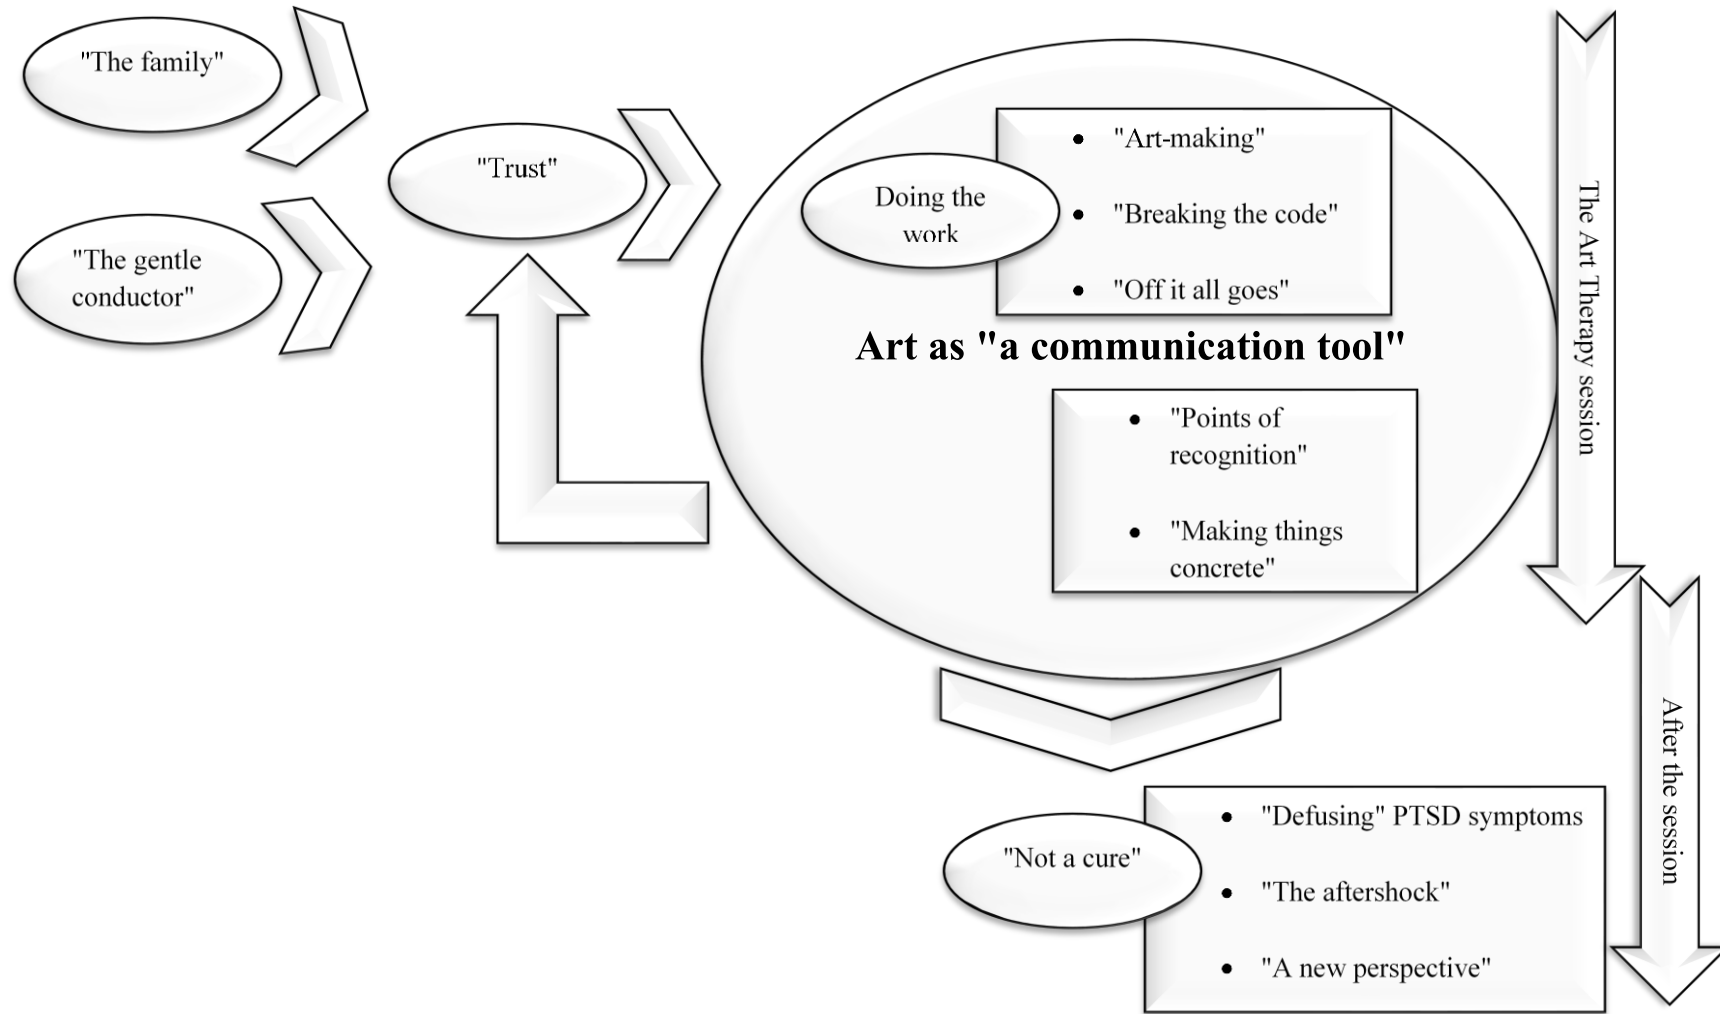 "The family"
"The gentle
conductor"
"Trust"
Doing the
work
• "Art-making"
• "Breaking the code"
• "Off it all goes"
Art as "a communication tool"
• "Points of
recognition"
• "Making things
concrete"
The Art Therapy session
"Not a cure"
• "Defusing" PTSD symptoms
• "The aftershock"
• "A new perspective"
After the session